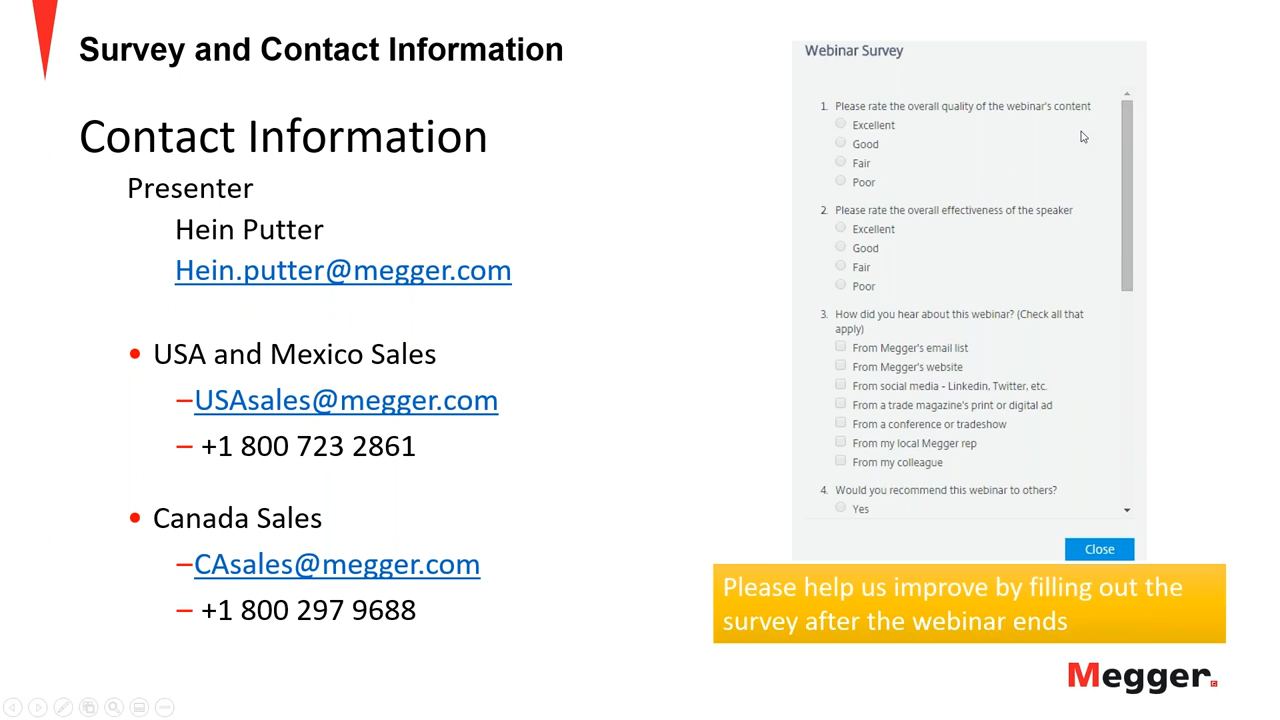 Survey and Contact Information
Contact Information
Presenter
Hein Putter
Hein.putter@megger.com
• USA and Mexico Sales
–USAsales@megger.com
– +1 800 723 2861
• Canada Sales
–CAsales@megger.com
– +1 800 297 9688
Webinar Survey
1. Please rate the overall quality of the webinar's content
Excellent
Good
Fair
Poor
2. Please rate the overall effectiveness of the speaker
Excellent
Good
Fair
Poor
3. How did you hear about this webinar? (Check all that
apply)
From Megger's email list
From Megger's website
From social media - Linkedin, Twitter, etc.
From a trade magazine's print or digital ad
From a conference or tradeshow
From my local Megger rep
From my colleague
4. Would you recommend this webinar to others?
Yes
Close
Please help us improve by filling out the
survey after the webinar ends
Megger.